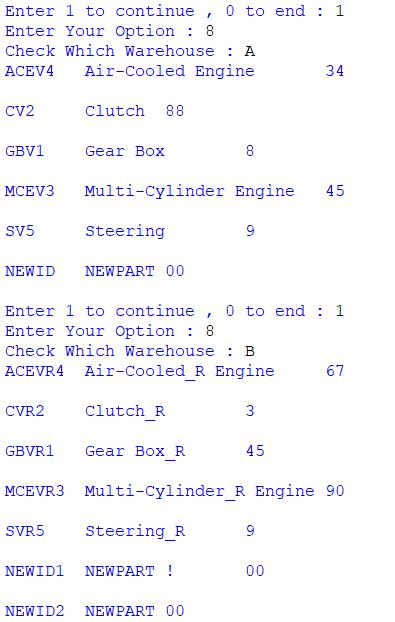 Enter 1 to continue , 0 to end : 1
Enter Your Option : 8
Check Which Warehouse : A
ACEV4   Air-Cooled Engine       34
CV2     Clutch  88
GBV1    Gear Box        8
MCEV3   Multi-Cylinder Engine   45
SV5     Steering        9
NEWID   NEWPART 00
Enter 1 to continue , 0 to end : 1
Enter Your Option : 8
Check Which Warehouse : B
ACEVR4  Air-Cooled_R Engine     67
CVR2    Clutch_R        3
GBVR1   Gear Box_R      45
MCEVR3  Multi-Cylinder_R Engine 90
SVR5    Steering_R      9
NEWID1  NEWPART !       00
NEWID2  NEWPART 00